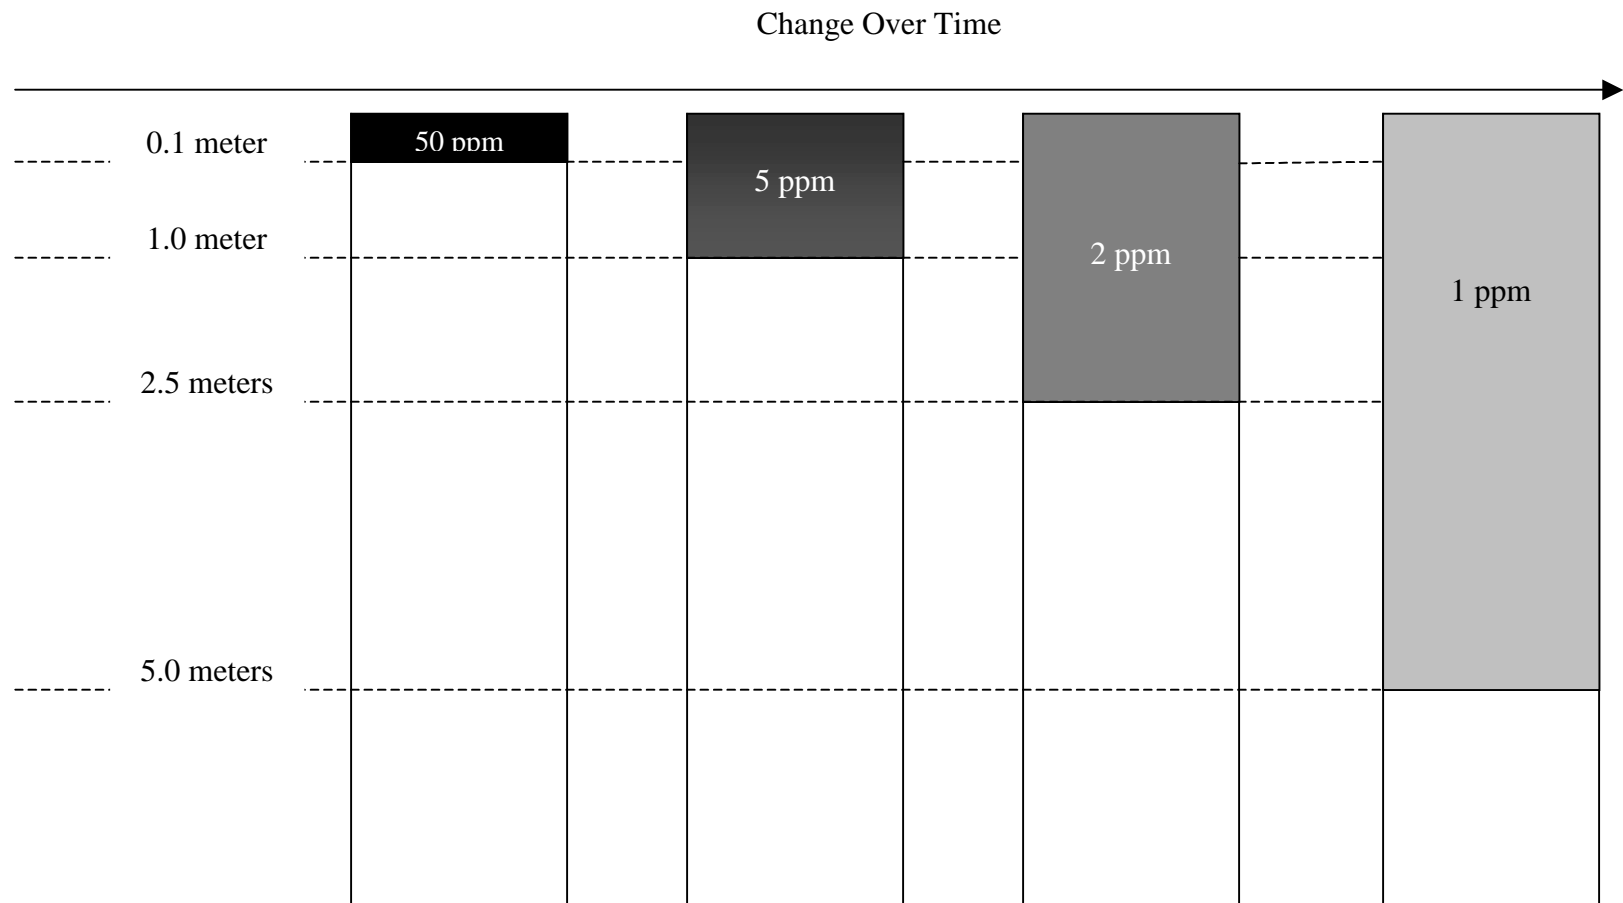 Change Over Time
0.1 meter
50 ppm
5 ppm
1.0 meter
2 ppm
1 ppm
2.5 meters
5.0 meters